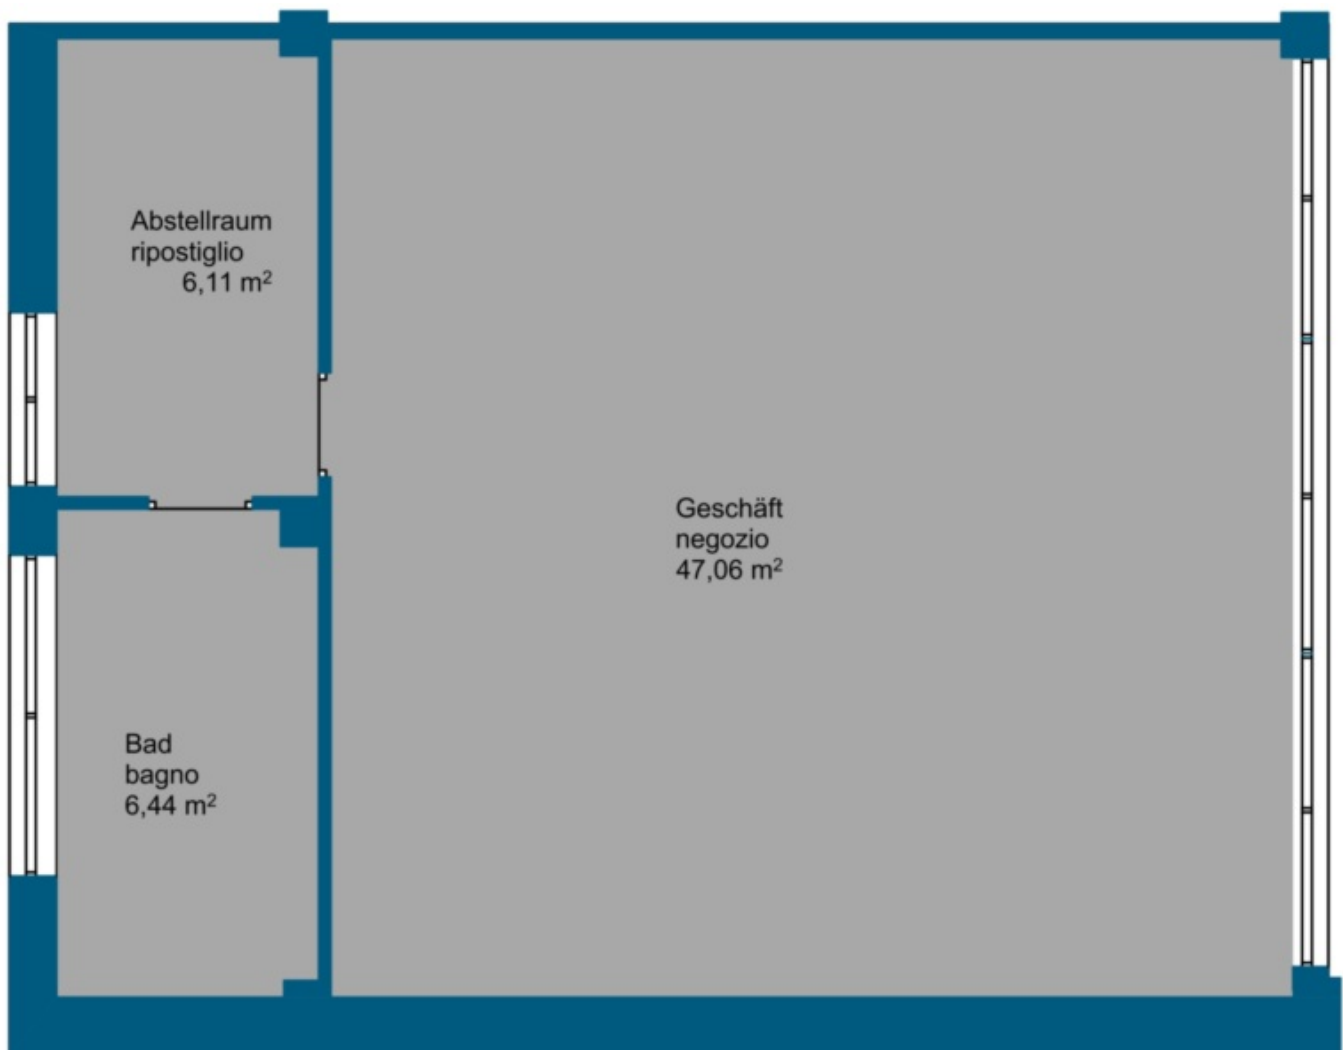 Abstellraum
ripostiglio
6,11 m²
Geschäft
negozio
47,06 m²
Bad
bagno
6,44 m²